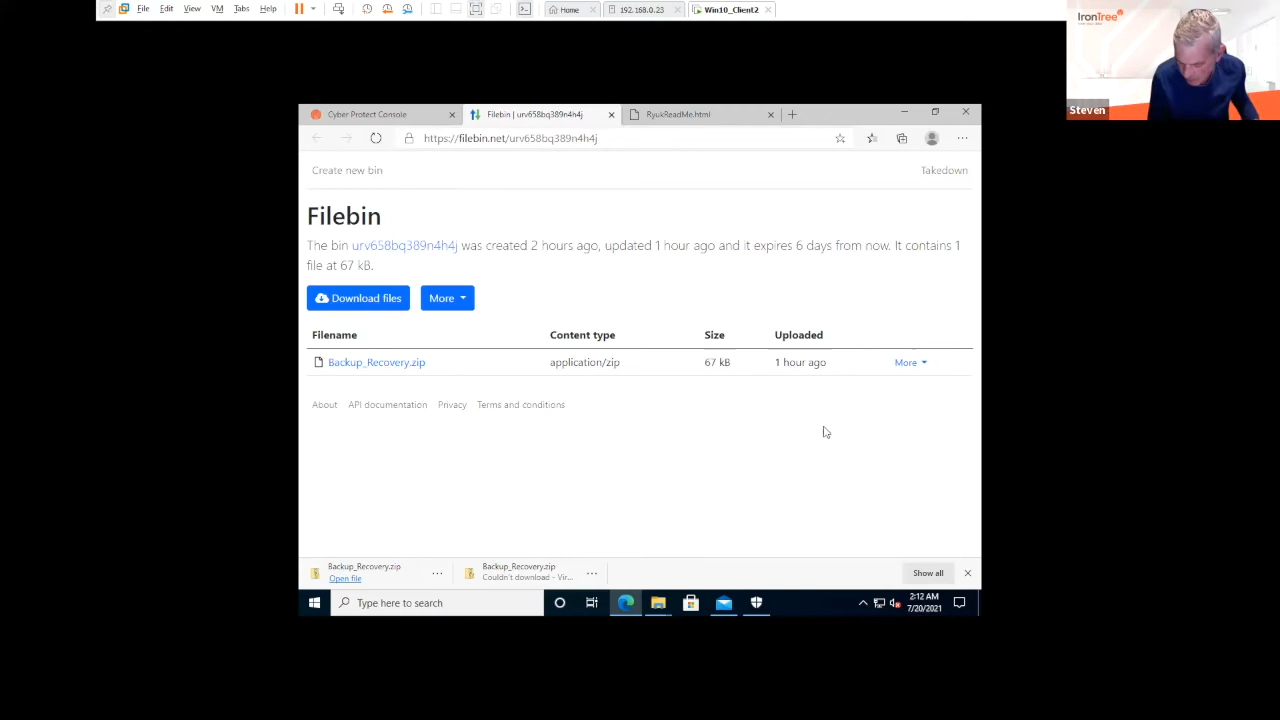 File Edit View VM Tabs Help Home 192.168.0.23 Win10_Client2
IronTree
Steven
Cyber Protect Console Filebin | urv658bq389n4h4j RyukReadMe.html
https://filebin.net/urv658bq389n4h4j
Create new bin Takedown
Filebin
The bin urv658bq389n4h4j was created 2 hours ago, updated 1 hour ago and it expires 6 days from now. It contains 1
file at 67 kB.
Download files More
Filename Content type Size Uploaded
Backup_Recovery.zip application/zip 67 kB 1 hour ago More
About API documentation Privacy Terms and conditions
Backup_Recovery.zip Backup_Recovery.zip
Open file Couldn't download - Vir... Show all
Type here to search 2:12 AM
7/20/2021